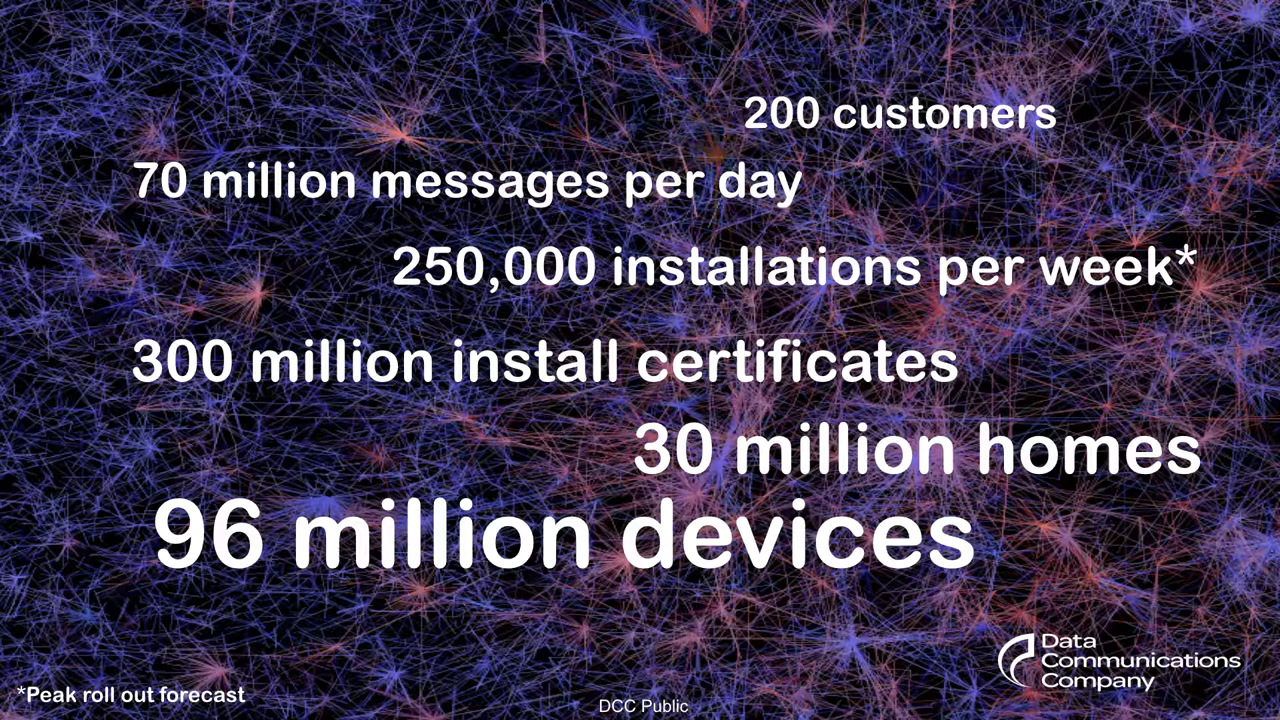 200 customers
70 million messages per day
250,000 installations per week*
300 million install certificates
30 million homes
96 million devices
Data
Communications
Company
*Peak roll out forecast
DCC Public